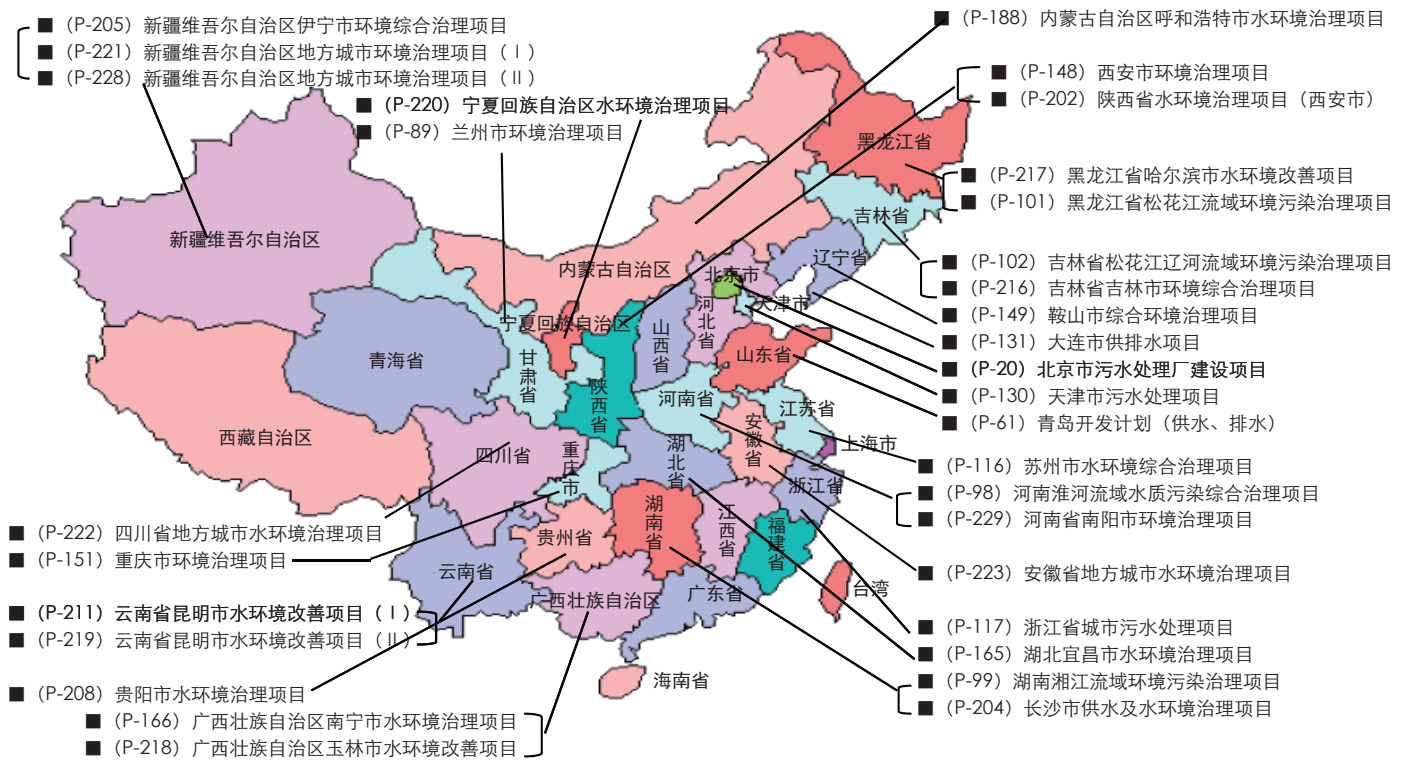 ■ (P-205) 新疆维吾尔自治区伊宁市环境综合治理项目
■ (P-221) 新疆维吾尔自治区地方城市环境治理项目（Ⅰ）
■ (P-228) 新疆维吾尔自治区地方城市环境治理项目（Ⅱ）
■ (P-220) 宁夏回族自治区水环境治理项目
■ (P-89) 兰州市环境治理项目
■ (P-188) 内蒙古自治区呼和浩特市水环境治理项目
■ (P-148) 西安市环境治理项目
■ (P-202) 陕西省水环境治理项目（西安市）
■ (P-217) 黑龙江省哈尔滨市水环境改善项目
■ (P-101) 黑龙江省松花江流域环境污染治理项目
■ (P-102) 吉林省松花江辽河流域环境污染治理项目
■ (P-216) 吉林省吉林市环境综合治理项目
■ (P-149) 鞍山市综合环境治理项目
■ (P-131) 大连市供排水项目
■ (P-20) 北京市污水处理厂建设项目
■ (P-130) 天津市污水处理项目
■ (P-61) 青岛开发计划（供水、排水）
■ (P-116) 苏州市水环境综合治理项目
■ (P-98) 河南淮河流域水质污染综合治理项目
■ (P-229) 河南省南阳市环境治理项目
■ (P-223) 安徽省地方城市水环境治理项目
■ (P-117) 浙江省城市污水处理项目
■ (P-165) 湖北宜昌市水环境治理项目
■ (P-99) 湖南湘江流域环境污染治理项目
■ (P-204) 长沙市供水及水环境治理项目
■ (P-222) 四川省地方城市水环境治理项目
■ (P-151) 重庆市环境治理项目
■ (P-211) 云南省昆明市水环境改善项目（Ⅰ）
■ (P-219) 云南省昆明市水环境改善项目（Ⅱ）
■ (P-208) 贵阳市水环境治理项目
■ (P-166) 广西壮族自治区南宁市水环境治理项目
■ (P-218) 广西壮族自治区玉林市水环境改善项目
黑龙江省
吉林省
辽宁省
新疆维吾尔自治区
内蒙古自治区
北京市
天津市
河北省
宁夏回族自治区
山西省
山东省
青海省
甘肃省
陕西省
河南省
江苏省
西藏自治区
安徽省
上海市
四川省
重庆市
湖北省
浙江省
湖南省
江西省
贵州省
福建省
云南省
广西壮族自治区
广东省
台湾
海南省